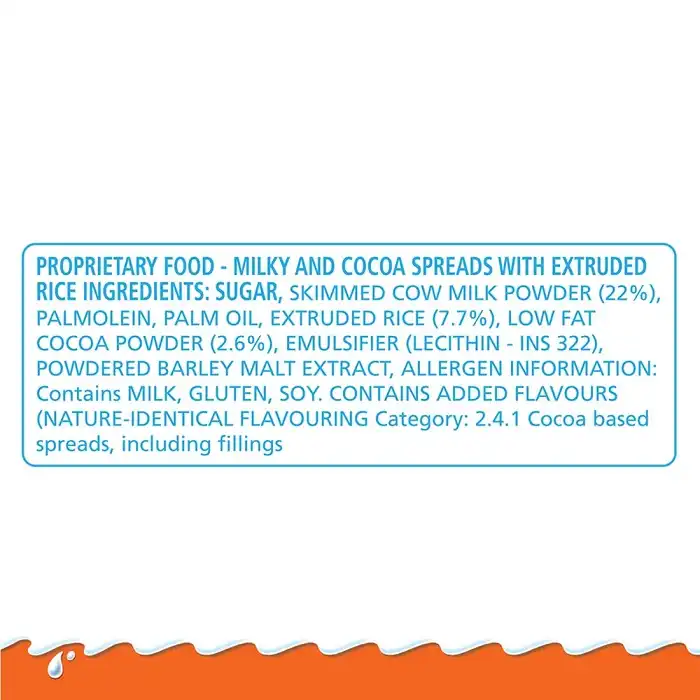 PROPRIETARY FOOD - MILKY AND COCOA SPREADS WITH EXTRUDED
RICE INGREDIENTS: SUGAR, SKIMMED COW MILK POWDER (22%),
PALMOLEIN, PALM OIL, EXTRUDED RICE (7.7%), LOW FAT
COCOA POWDER (2.6%), EMULSIFIER (LECITHIN - INS 322),
POWDERED BARLEY MALT EXTRACT, ALLERGEN INFORMATION:
Contains MILK, GLUTEN, SOY. CONTAINS ADDED FLAVOURS
(NATURE-IDENTICAL FLAVOURING Category: 2.4.1 Cocoa based
spreads, including fillings